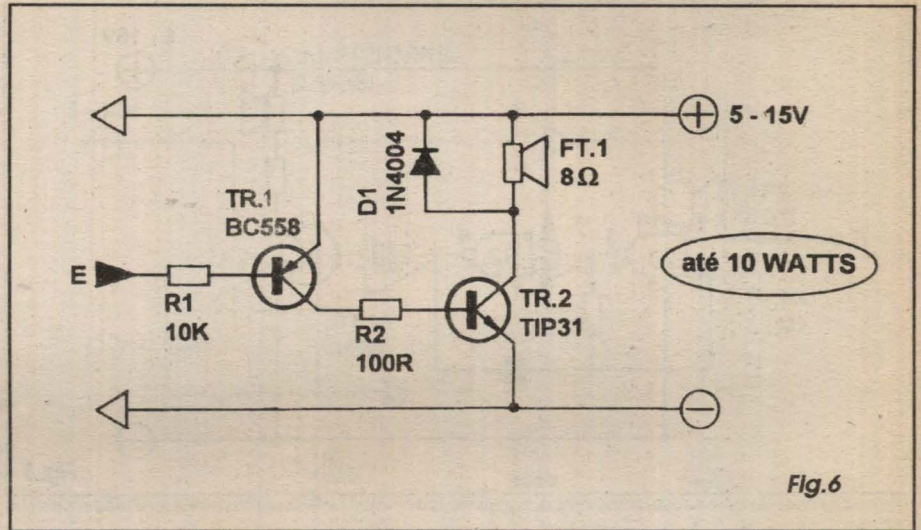 5 - 15V
D1
1N4004
FT.1
8Ω
TR.1
BC558
E
R1
10K
R2
100R
TR.2
TIP31
até 10 WATTS
Fig.6